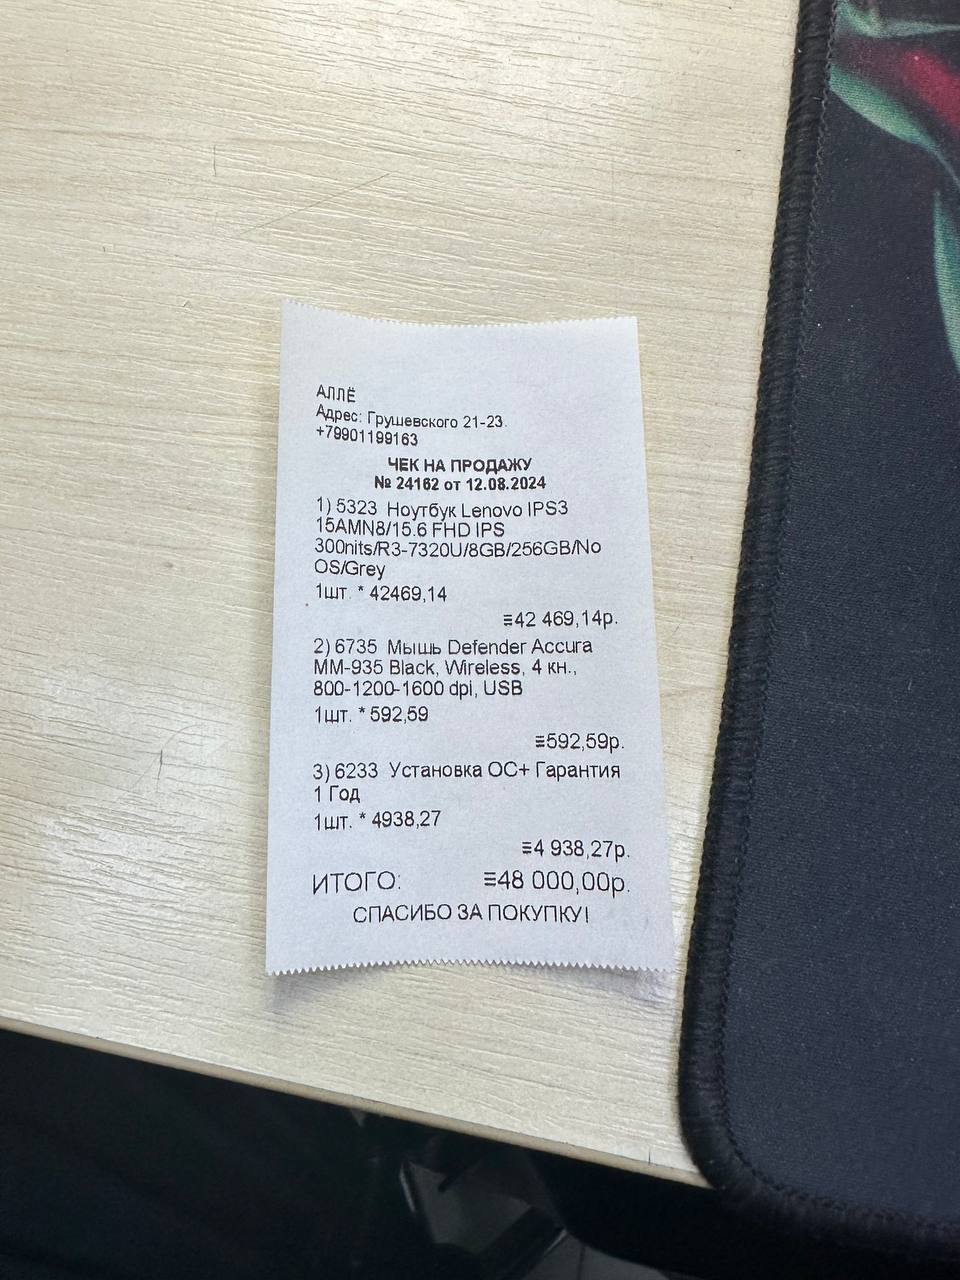 АЛЛЁ
Адрес: Грушевского 21-23.
+79901199163
ЧЕК НА ПРОДАЖУ
№ 24162 от 12.08.2024
1) 5323 Ноутбук Lenovo IPS3
15AMN8/15.6 FHD IPS
300nits/R3-7320U/8GB/256GB/No
OS/Grey
1шт. * 42469,14
≡42 469,14р.
2) 6735 Мышь Defender Accura
MM-935 Black, Wireless, 4 кн.,
800-1200-1600 dpi, USB
1шт. * 592,59
≡592,59р.
3) 6233 Установка ОС+ Гарантия
1 Год
1шт. * 4938,27
≡4 938,27р.
ИТОГО: ≡48 000,00р.
СПАСИБО ЗА ПОКУПКУ!